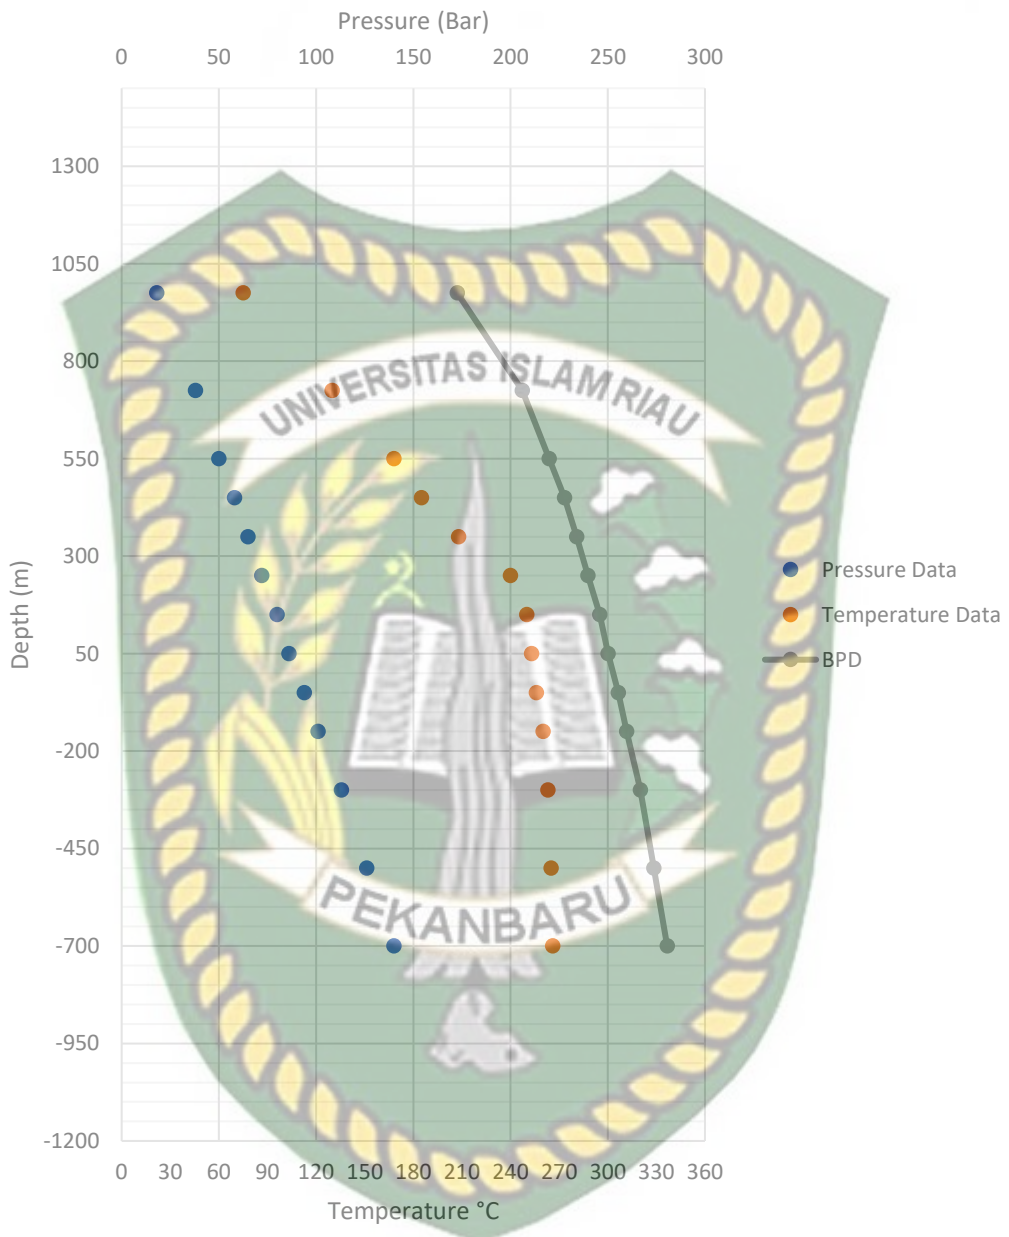 Pressure (Bar)
0 50 100 150 200 250 300
1300
1050
800
550
300
50
-200
-450
-700
-950
-1200
Depth (m)
UNIVERSITAS ISLAM RIAU
PEKANBARU
Pressure Data
Temperature Data
BPD
0 30 60 90 120 150 180 210 240 270 300 330 360
Temperature °C